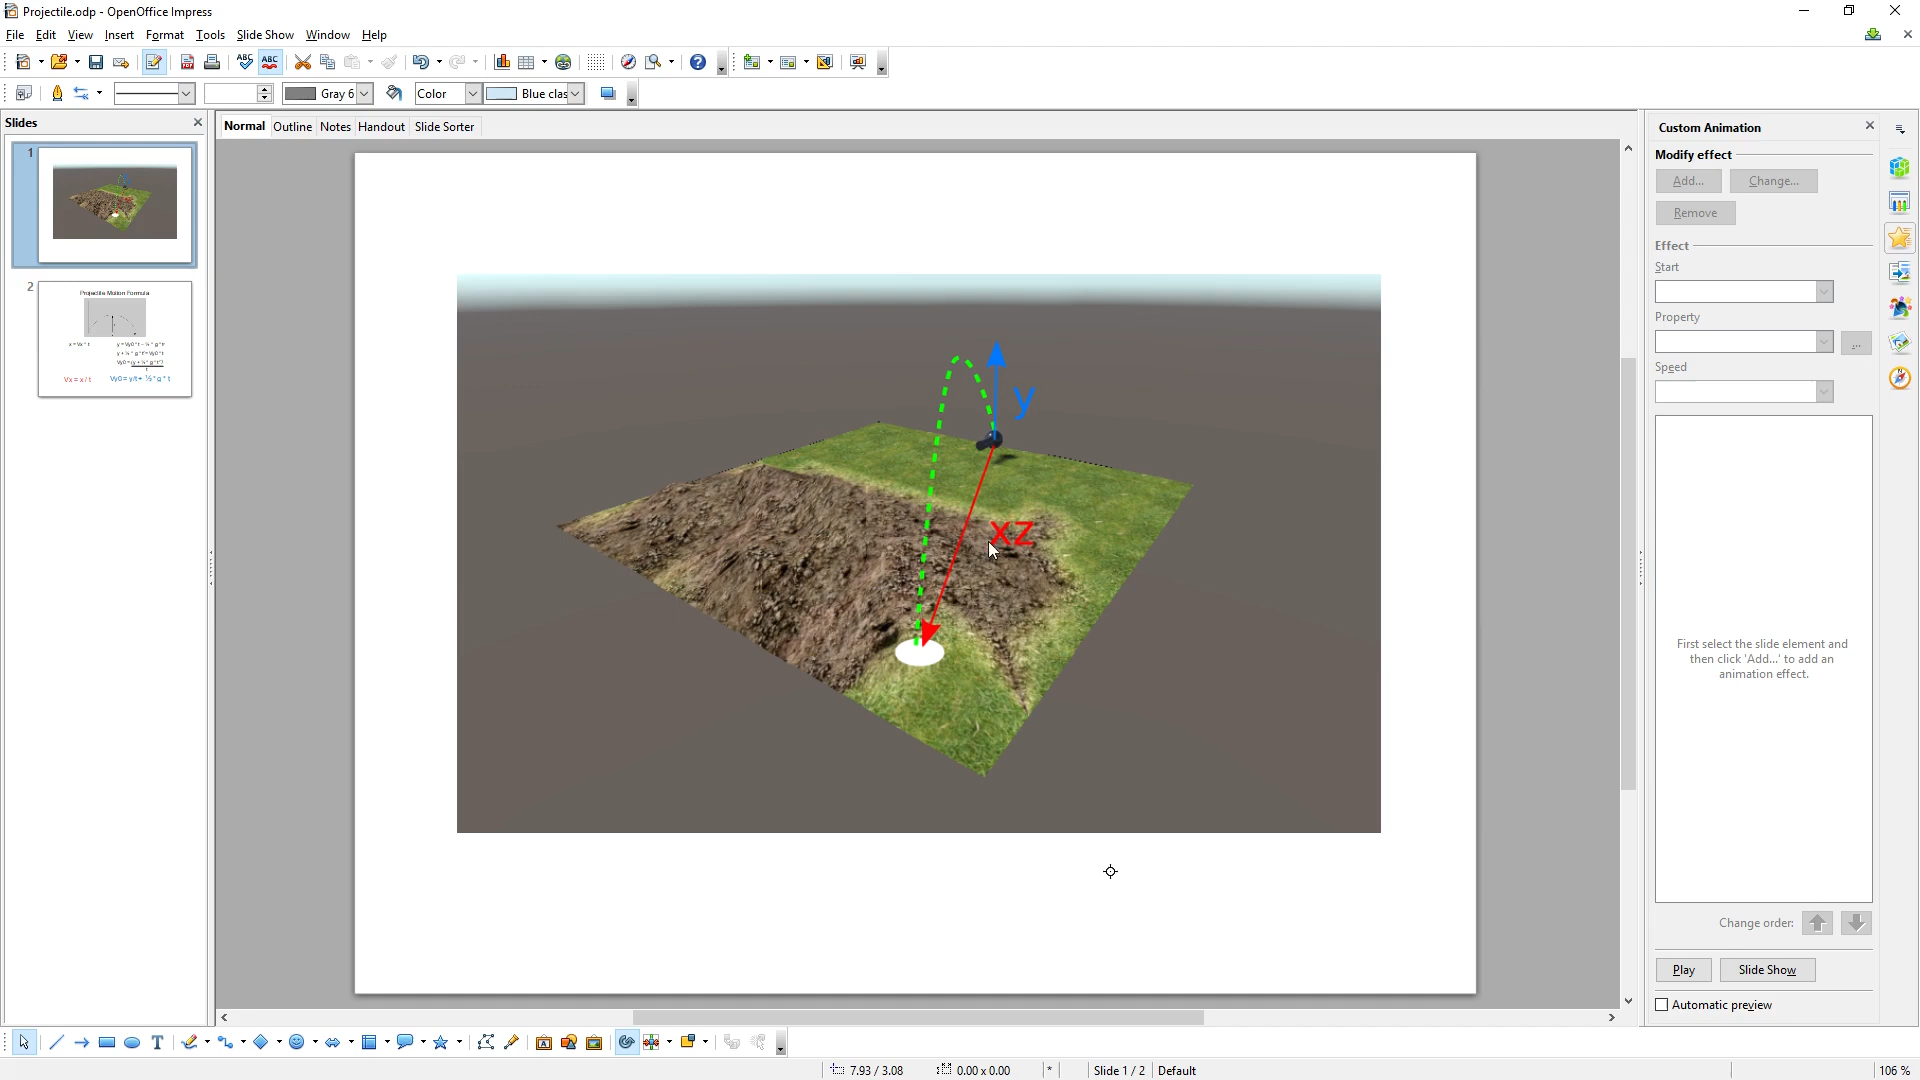 Projectile.odp - OpenOffice Impress
File Edit View Insert Format Tools Slide Show Window Help
Gray 6 Color Blue clas
Slides
Normal Outline Notes Handout Slide Sorter
Custom Animation
Modify effect
Add... Change...
Remove
Effect
Start
Property
...
Speed
1
2
Projectile Motion Formula
Vx = x / t
y
xz
First select the slide element and
then click 'Add...' to add an
animation effect.
Change order:
Play Slide Show
Automatic preview
7.93 / 3.08 0.00 x 0.00 * Slide 1 / 2 Default 106 %